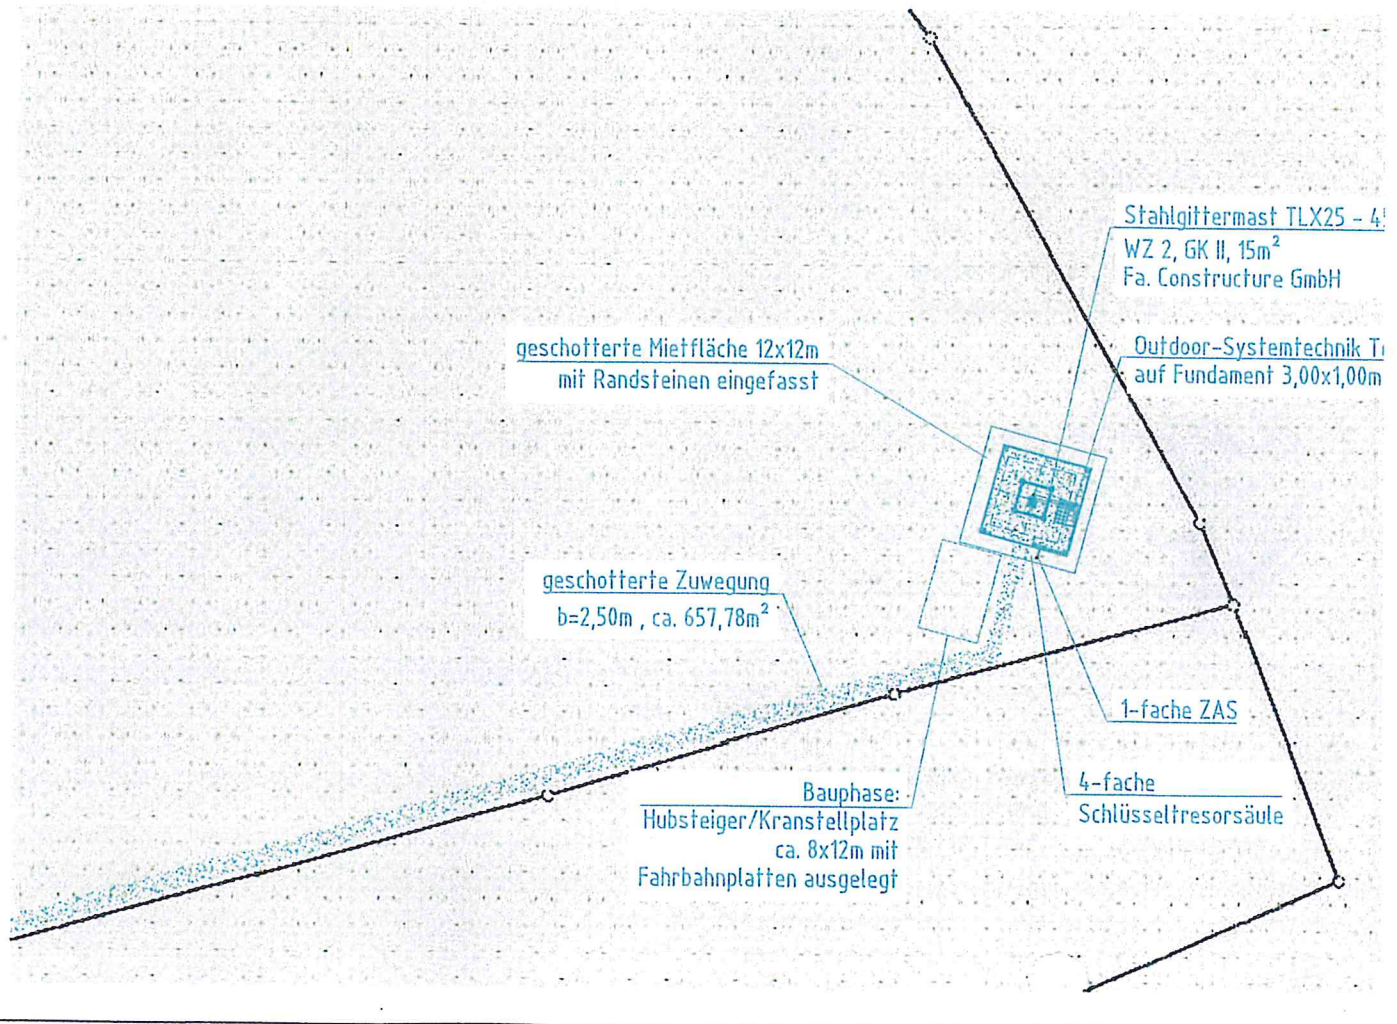 Stahlgittermast TLX25 -
WZ 2, GK II, 15m²
Fa. Constructure GmbH
geschotterte Mietfläche 12x12m
mit Randsteinen eingefasst
Outdoor-Systemtechnik
auf Fundament 3,00x1,00m
geschotterte Zuwegung
b=2,50m , ca. 657,78m²
1-fache ZAS
4-fache
Schlüsseltresorsäule
Bauphase:
Hubsteiger/Kranstellplatz
ca. 8x12m mit
Fahrbahnplatten ausgelegt